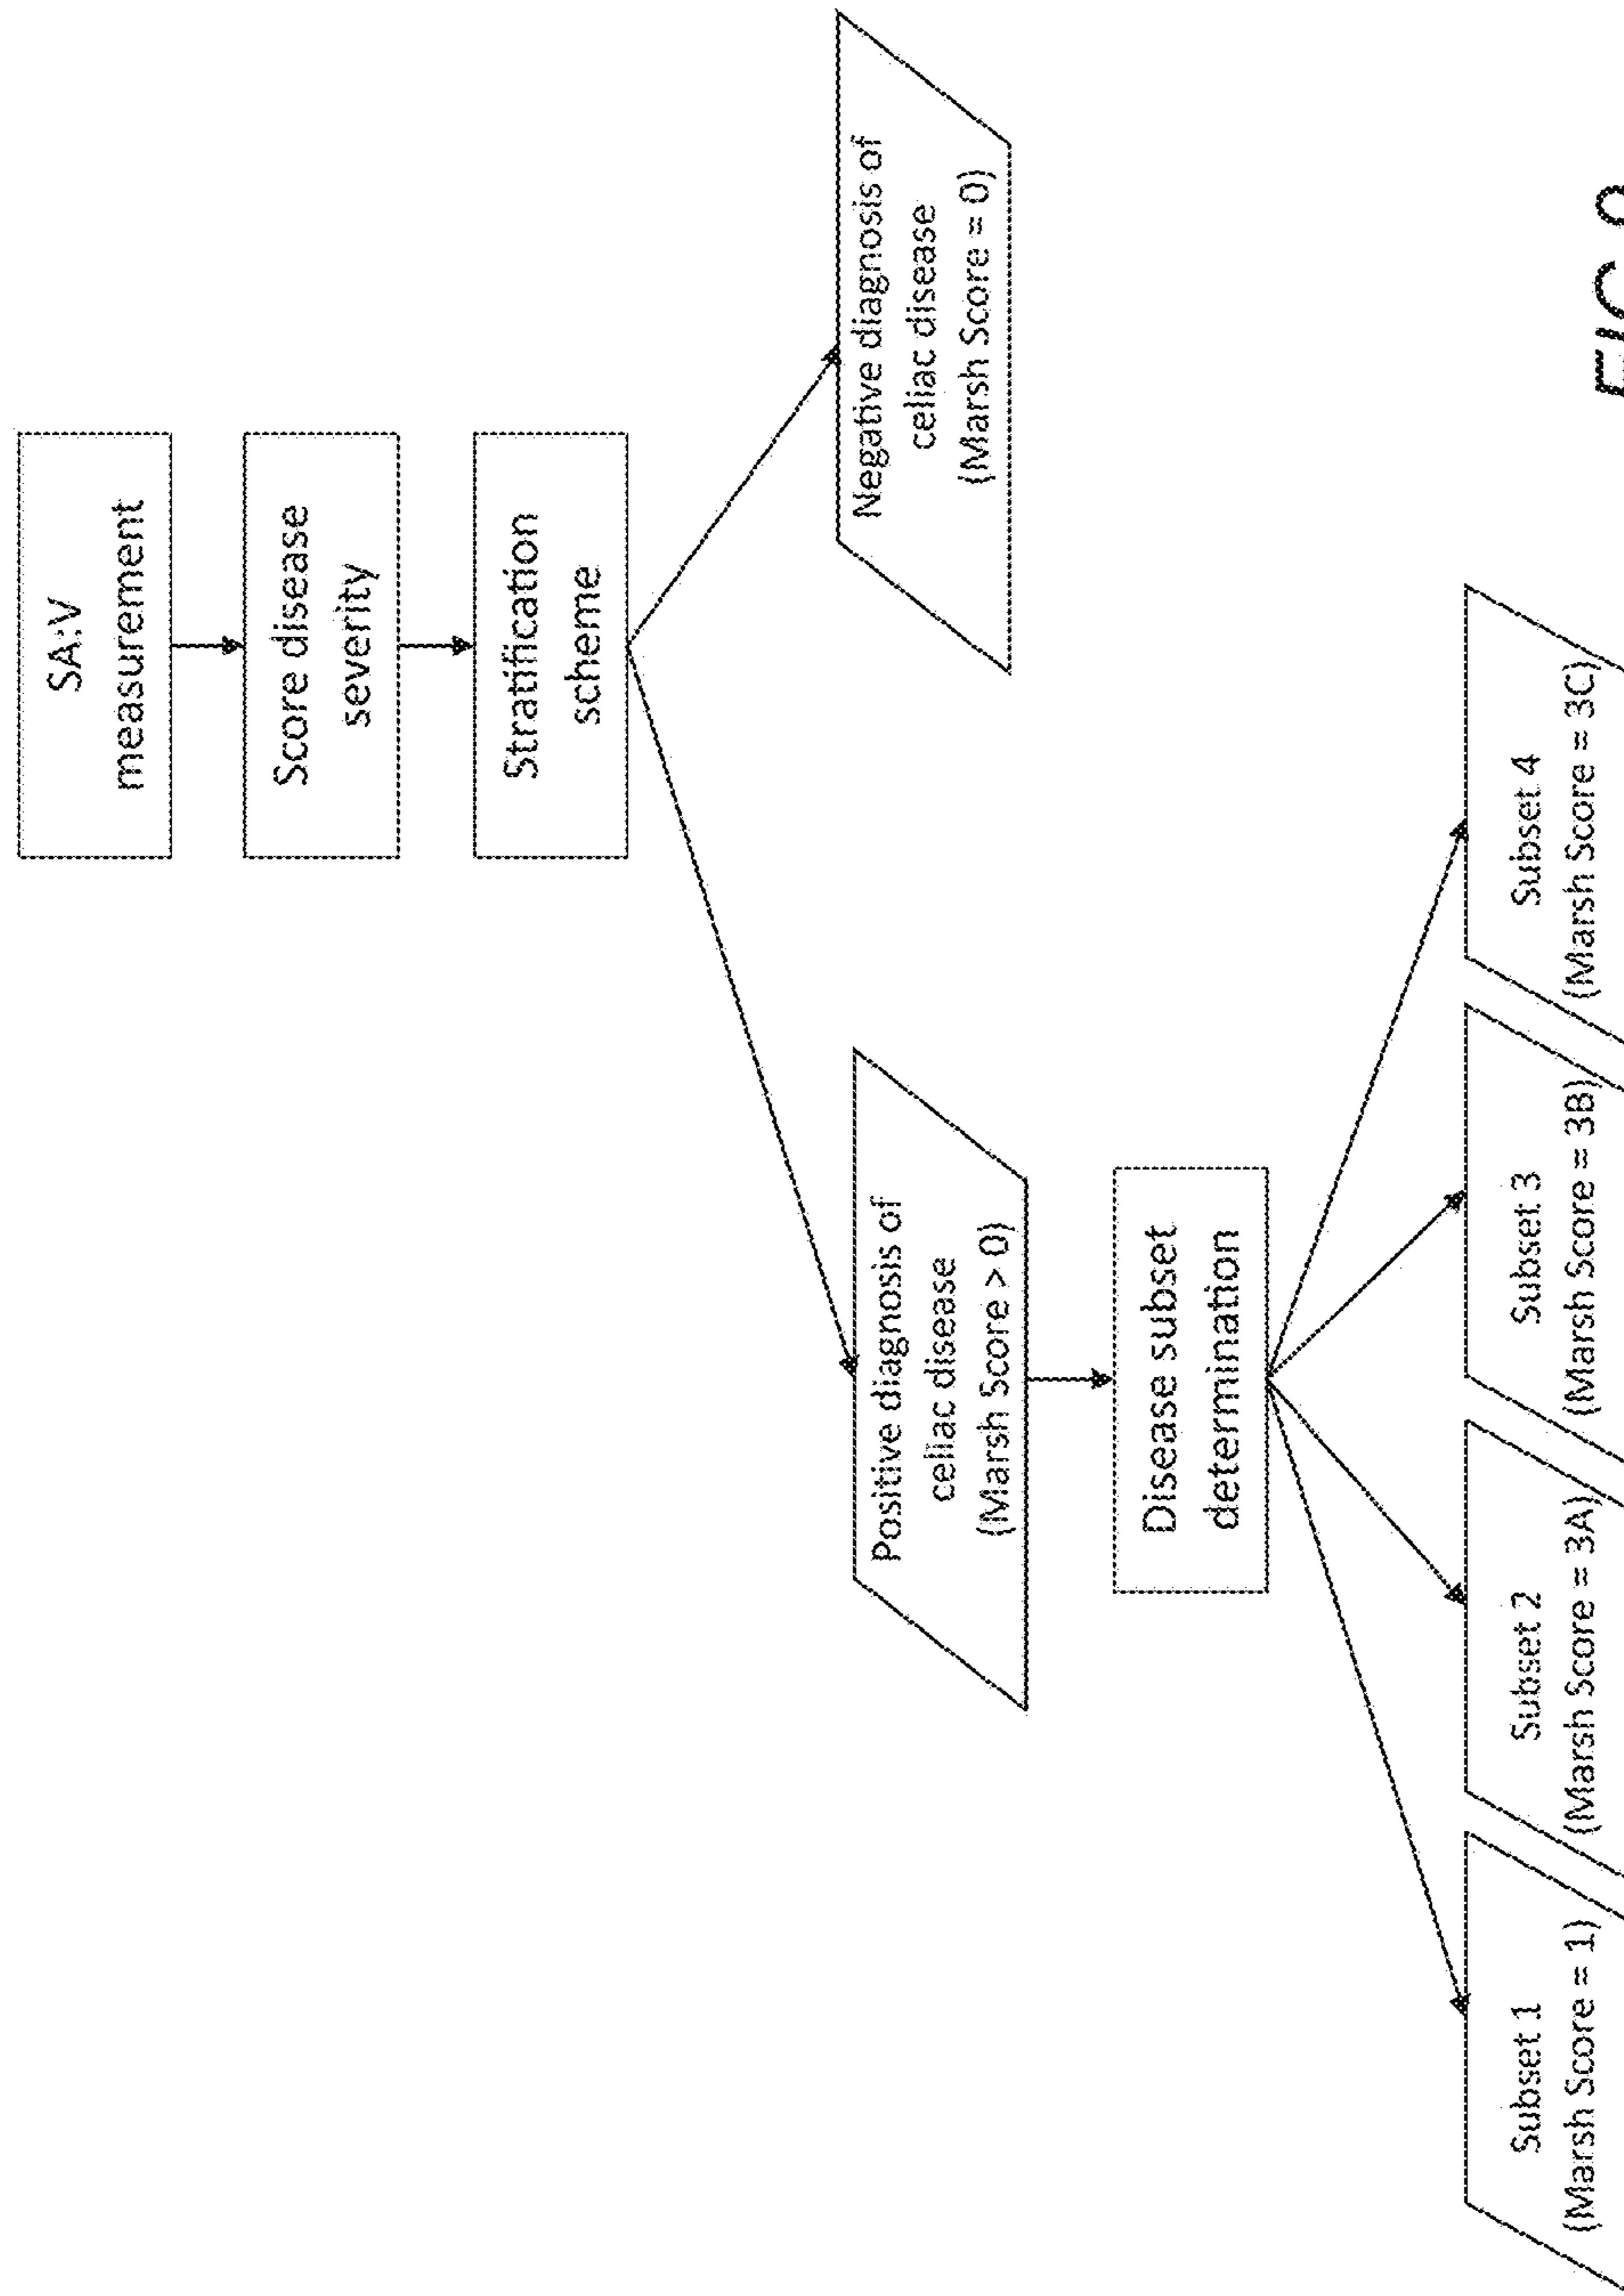 SA:V
measurement
Score disease
severity
Stratification
scheme
Positive diagnosis of
celiac disease
(Marsh Score > 0)
Negative diagnosis of
celiac disease
(Marsh Score = 0)
Disease subset
determination
Subset 1
(Marsh Score = 1)
Subset 2
(Marsh Score = 3A)
Subset 3
(Marsh Score = 3B)
Subset 4
(Marsh Score = 3C)
FIG